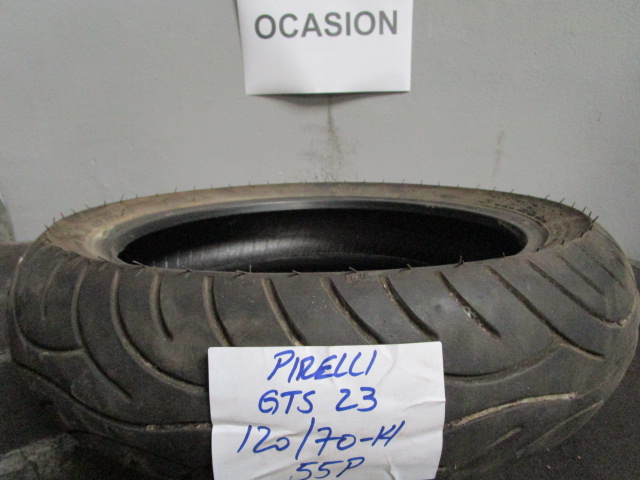 OCASION
PIRELLI
GTS 23
120/70-14
55P